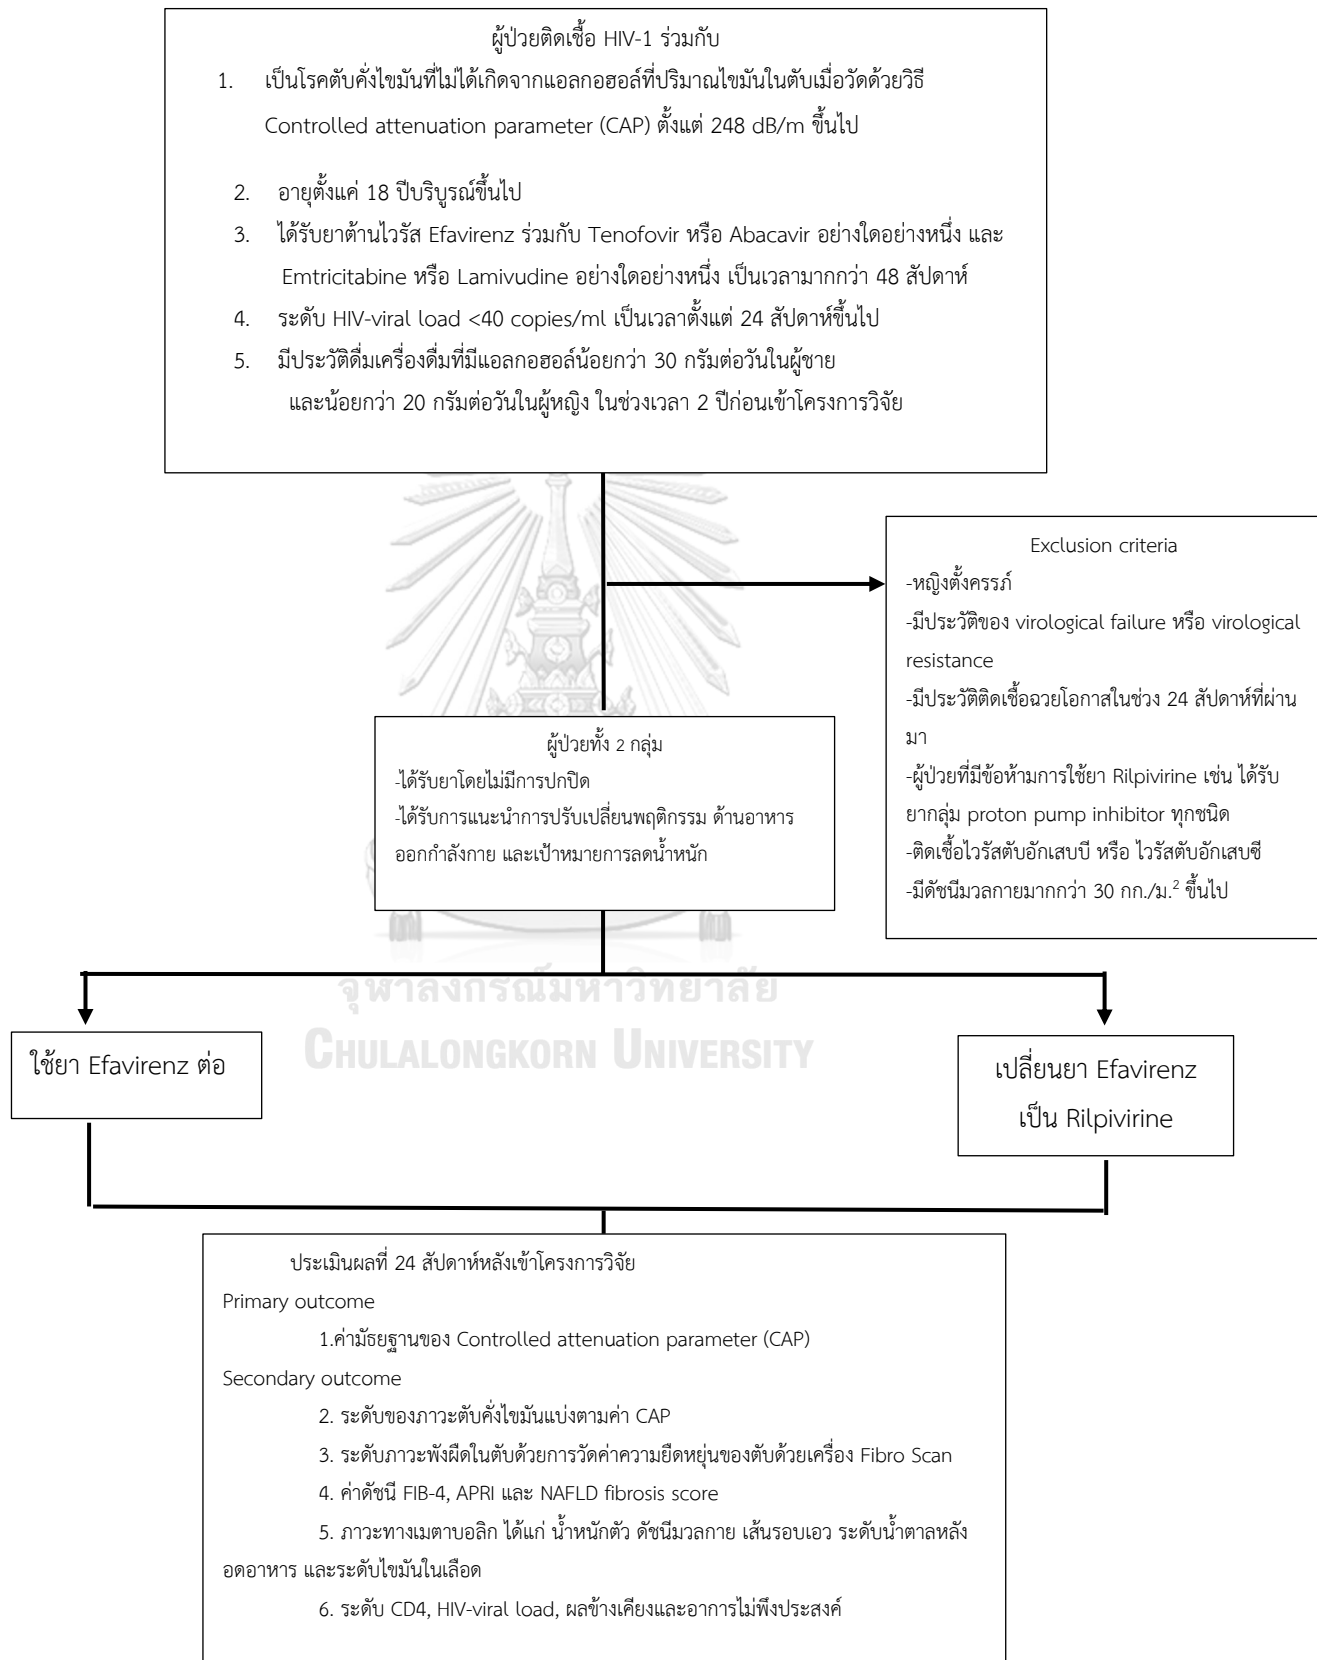 ผู้ป่วยติดเชื้อ HIV-1 ร่วมกับ
1. เป็นโรคตับคั่งไขมันที่ไม่ได้เกิดจากแอลกอฮอล์ที่ปริมาณไขมันในตับเมื่อวัดด้วยวิธี
Controlled attenuation parameter (CAP) ตั้งแต่ 248 dB/m ขึ้นไป
2. อายุตั้งแค่ 18 ปีบริบูรณ์ขึ้นไป
3. ได้รับยาต้านไวรัส Efavirenz ร่วมกับ Tenofovir หรือ Abacavir อย่างใดอย่างหนึ่ง และ
Emtricitabine หรือ Lamivudine อย่างใดอย่างหนึ่ง เป็นเวลามากกว่า 48 สัปดาห์
4. ระดับ HIV-viral load <40 copies/ml เป็นเวลาตั้งแต่ 24 สัปดาห์ขึ้นไป
5. มีประวัติดื่มเครื่องดื่มที่มีแอลกอฮอล์น้อยกว่า 30 กรัมต่อวันในผู้ชาย
และน้อยกว่า 20 กรัมต่อวันในผู้หญิง ในช่วงเวลา 2 ปีก่อนเข้าโครงการวิจัย
Exclusion criteria
-หญิงตั้งครรภ์
-มีประวัติของ virological failure หรือ virological
resistance
-มีประวัติติดเชื้อฉวยโอกาสในช่วง 24 สัปดาห์ที่ผ่าน
มา
-ผู้ป่วยที่มีข้อห้ามการใช้ยา Rilpivirine เช่น ได้รับ
ยากลุ่ม proton pump inhibitor ทุกชนิด
-ติดเชื้อไวรัสตับอักเสบบี หรือ ไวรัสตับอักเสบซี
-มีดัชนีมวลกายมากกว่า 30 กก./ม.² ขึ้นไป
ผู้ป่วยทั้ง 2 กลุ่ม
-ได้รับยาโดยไม่มีการปกปิด
-ได้รับการแนะนำการปรับเปลี่ยนพฤติกรรม ด้านอาหาร
ออกกำลังกาย และเป้าหมายการลดน้ำหนัก
จุฬาลงกรณ์มหาวิทยาลัย
CHULALONGKORN UNIVERSITY
ใช้ยา Efavirenz ต่อ
เปลี่ยนยา Efavirenz
เป็น Rilpivirine
ประเมินผลที่ 24 สัปดาห์หลังเข้าโครงการวิจัย
Primary outcome
1.ค่ามัธยฐานของ Controlled attenuation parameter (CAP)
Secondary outcome
2. ระดับของภาวะตับคั่งไขมันแบ่งตามค่า CAP
3. ระดับภาวะพังผืดในตับด้วยการวัดค่าความยืดหยุ่นของตับด้วยเครื่อง Fibro Scan
4. ค่าดัชนี FIB-4, APRI และ NAFLD fibrosis score
5. ภาวะทางเมตาบอลิก ได้แก่ น้ำหนักตัว ดัชนีมวลกาย เส้นรอบเอว ระดับน้ำตาลหลัง
อดอาหาร และระดับไขมันในเลือด
6. ระดับ CD4, HIV-viral load, ผลข้างเคียงและอาการไม่พึงประสงค์